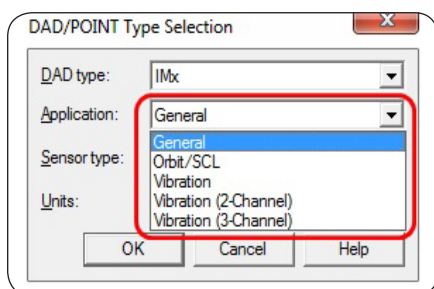 DAD/POINT Type Selection
X
DAD type: IMx
Application: General
General
Orbit/SCL
Sensor type:
Vibration
Units: Vibration (2-Channel)
Vibration (3-Channel)
OK Cancel Help